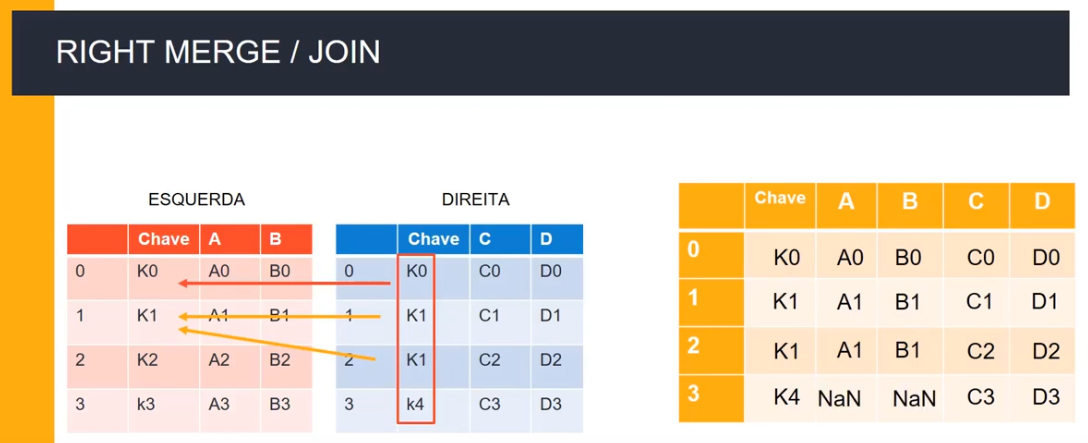 RIGHT MERGE / JOIN
ESQUERDA
Chave A B
0 K0 A0 B0
1 K1 A1 B1
2 K2 A2 B2
3 k3 A3 B3
DIREITA
Chave C D
0 K0 C0 D0
1 K1 C1 D1
2 K1 C2 D2
3 k4 C3 D3
Chave A B C D
0 K0 A0 B0 C0 D0
1 K1 A1 B1 C1 D1
2 K1 A1 B1 C2 D2
3 K4 NaN NaN C3 D3